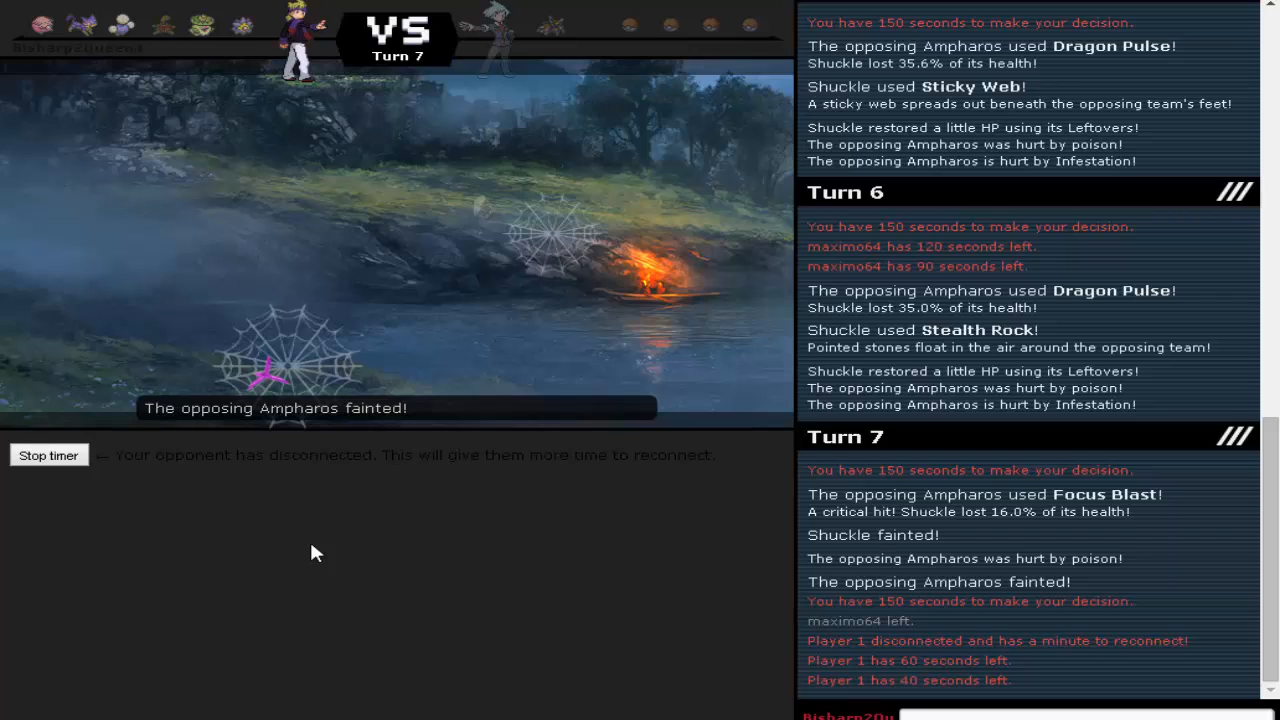 VS
Turn 7
Bisharp2Queen4
The opposing Ampharos fainted!
Stop timer
← Your opponent has disconnected. This will give them more time to reconnect.
You have 150 seconds to make your decision.
The opposing Ampharos used Dragon Pulse!
Shuckle lost 35.6% of its health!
Shuckle used Sticky Web!
A sticky web spreads out beneath the opposing team's feet!
Shuckle restored a little HP using its Leftovers!
The opposing Ampharos was hurt by poison!
The opposing Ampharos is hurt by Infestation!
Turn 6
You have 150 seconds to make your decision.
maximo64 has 120 seconds left.
maximo64 has 90 seconds left.
The opposing Ampharos used Dragon Pulse!
Shuckle lost 35.0% of its health!
Shuckle used Stealth Rock!
Pointed stones float in the air around the opposing team!
Shuckle restored a little HP using its Leftovers!
The opposing Ampharos was hurt by poison!
The opposing Ampharos is hurt by Infestation!
Turn 7
You have 150 seconds to make your decision.
The opposing Ampharos used Focus Blast!
A critical hit! Shuckle lost 16.0% of its health!
Shuckle fainted!
The opposing Ampharos was hurt by poison!
The opposing Ampharos fainted!
You have 150 seconds to make your decision.
maximo64 left.
Player 1 disconnected and has a minute to reconnect!
Player 1 has 60 seconds left.
Player 1 has 40 seconds left.
Bisharp2Qu